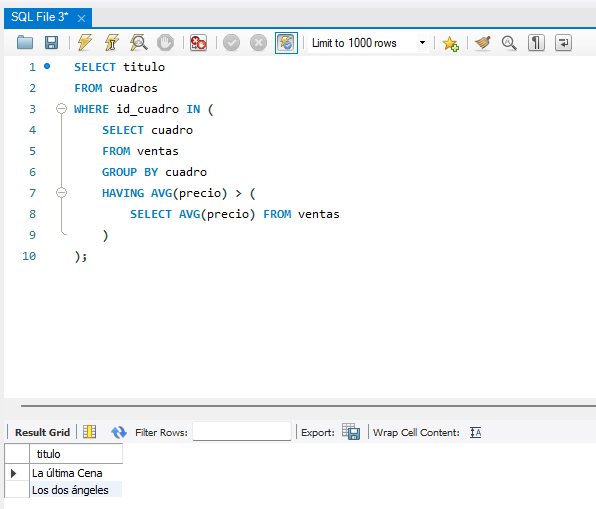 SQL File 3*
Limit to 1000 rows
1 SELECT titulo
2 FROM cuadros
3 WHERE id_cuadro IN (
4 SELECT cuadro
5 FROM ventas
6 GROUP BY cuadro
7 HAVING AVG(precio) > (
8 SELECT AVG(precio) FROM ventas
9 )
10 );
Result Grid Filter Rows: Export: Wrap Cell Content:
titulo
La última Cena
Los dos ángeles